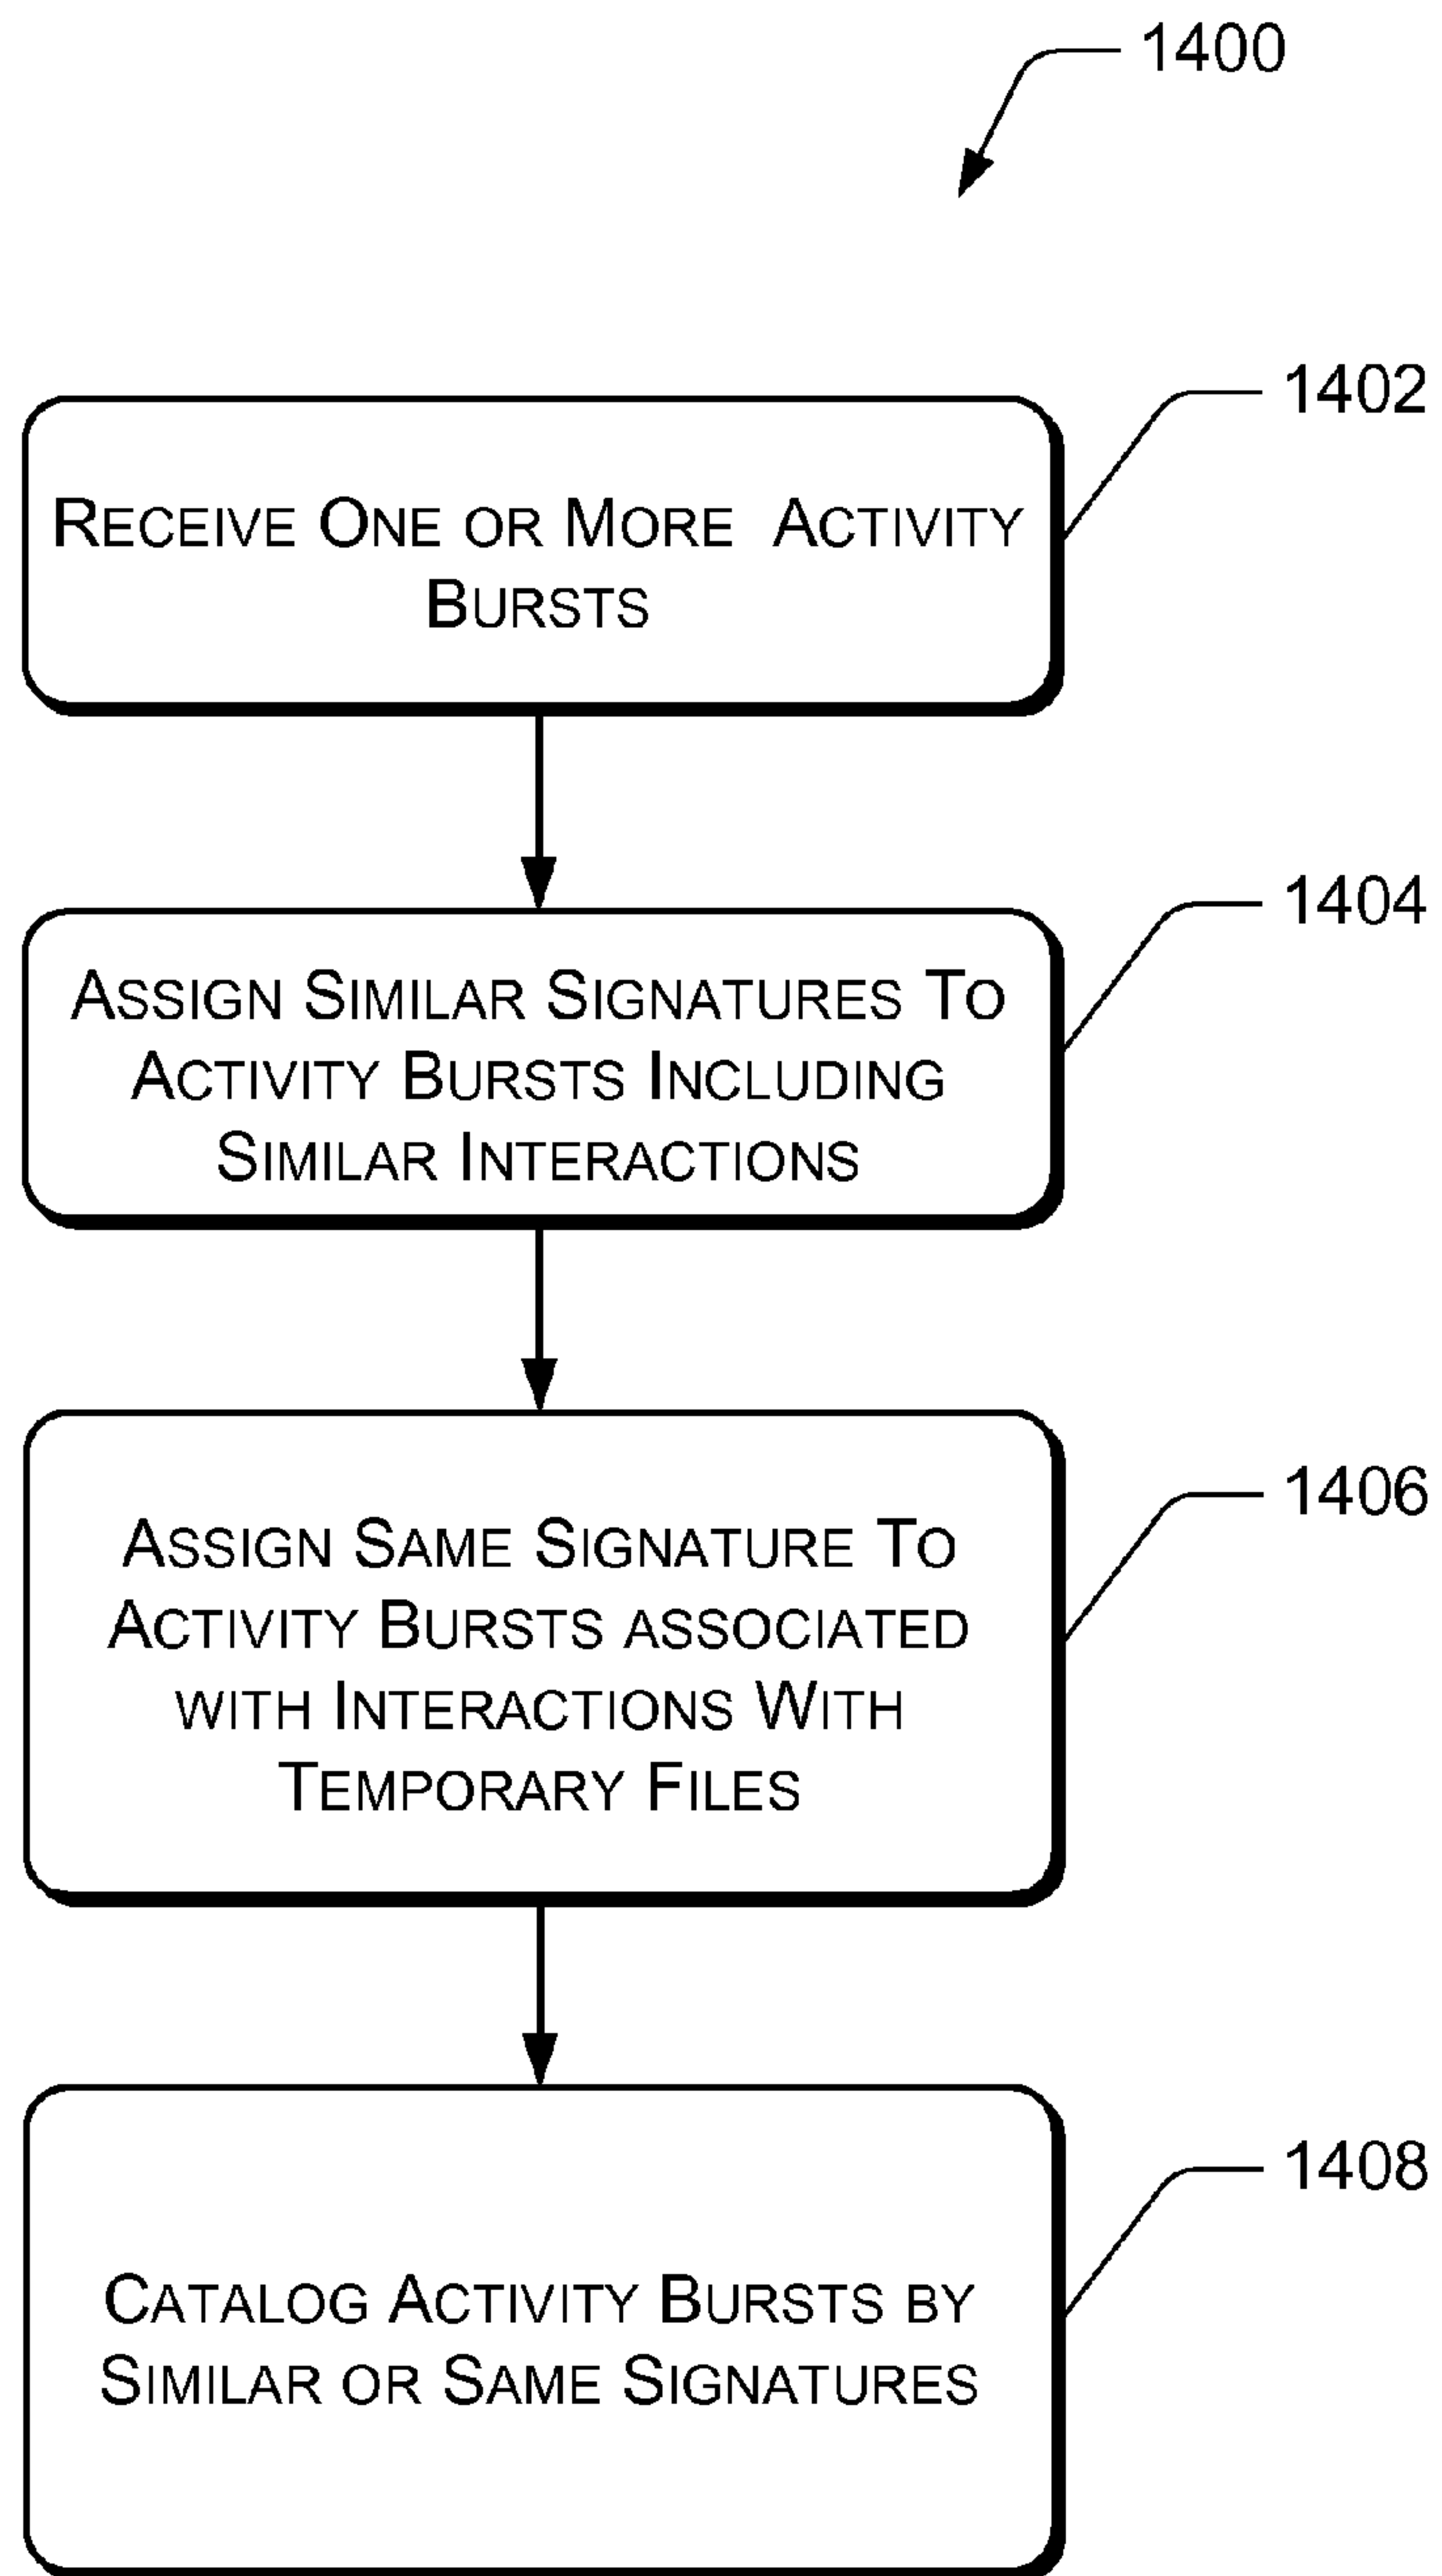 1400
1402
RECEIVE ONE OR MORE ACTIVITY
BURSTS
1404
ASSIGN SIMILAR SIGNATURES TO
ACTIVITY BURSTS INCLUDING
SIMILAR INTERACTIONS
1406
ASSIGN SAME SIGNATURE TO
ACTIVITY BURSTS ASSOCIATED
WITH INTERACTIONS WITH
TEMPORARY FILES
1408
CATALOG ACTIVITY BURSTS BY
SIMILAR OR SAME SIGNATURES